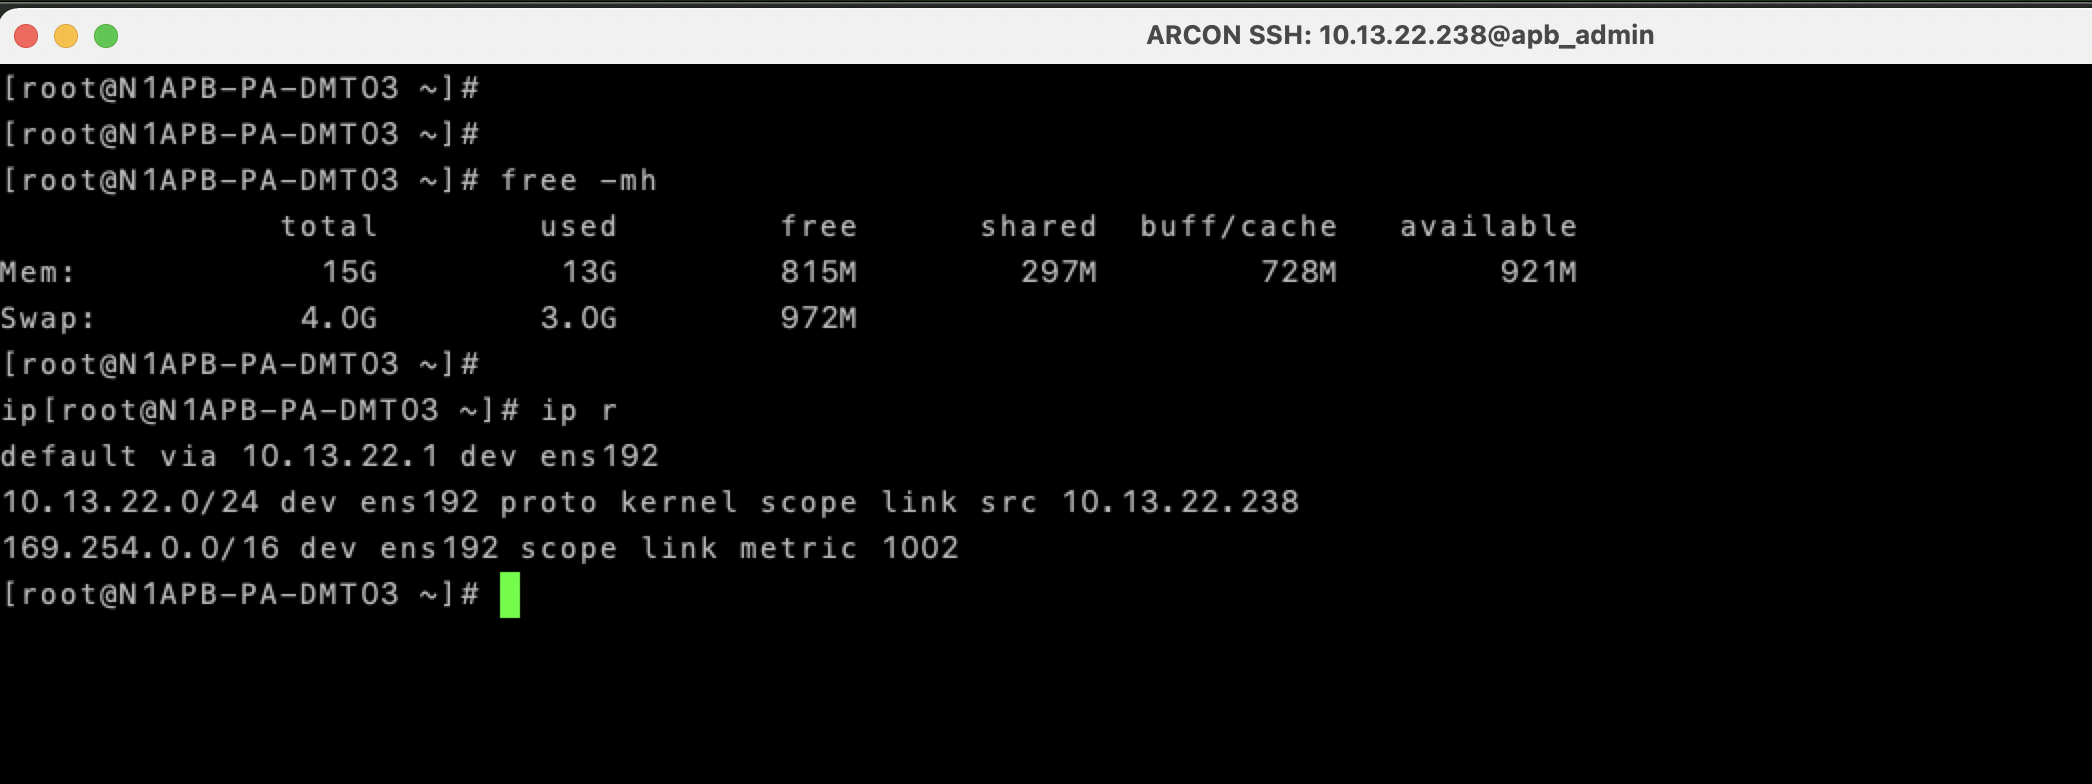 ARCON SSH: 10.13.22.238@apb_admin
[root@N1APB-PA-DMT03 ~]#
[root@N1APB-PA-DMT03 ~]#
[root@N1APB-PA-DMT03 ~]# free -mh
              total        used        free      shared  buff/cache   available
Mem:            15G         13G        815M        297M        728M        921M
Swap:          4.0G        3.0G        972M
[root@N1APB-PA-DMT03 ~]#
ip[root@N1APB-PA-DMT03 ~]# ip r
default via 10.13.22.1 dev ens192
10.13.22.0/24 dev ens192 proto kernel scope link src 10.13.22.238
169.254.0.0/16 dev ens192 scope link metric 1002
[root@N1APB-PA-DMT03 ~]#